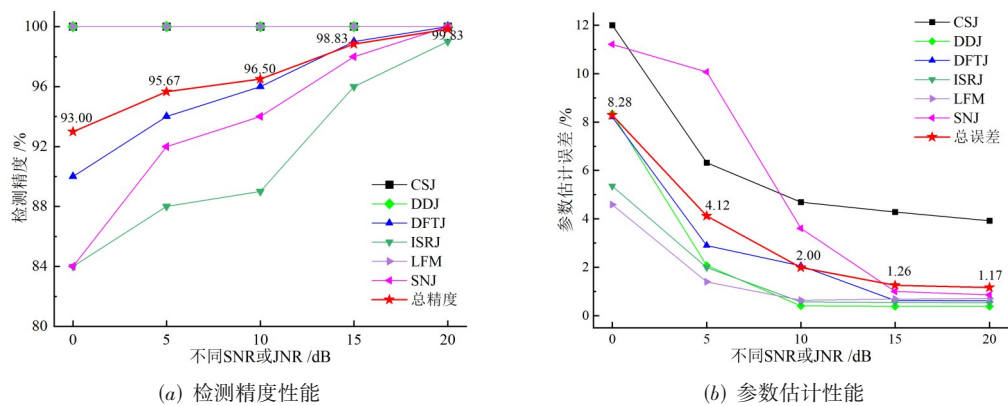 100
96
92
88
84
80
检测精度 /%
93.00
95.67
96.50
98.83
99.83
CSJ
DDJ
DFTJ
ISRJ
LFM
SNJ
总精度
0
5
10
15
20
不同SNR或JNR /dB
(a) 检测精度性能
12
10
8
6
4
2
0
参数估计误差 /%
8.28
4.12
2.00
1.26
1.17
CSJ
DDJ
DFTJ
ISRJ
LFM
SNJ
总误差
0
5
10
15
20
不同SNR或JNR /dB
(b) 参数估计性能